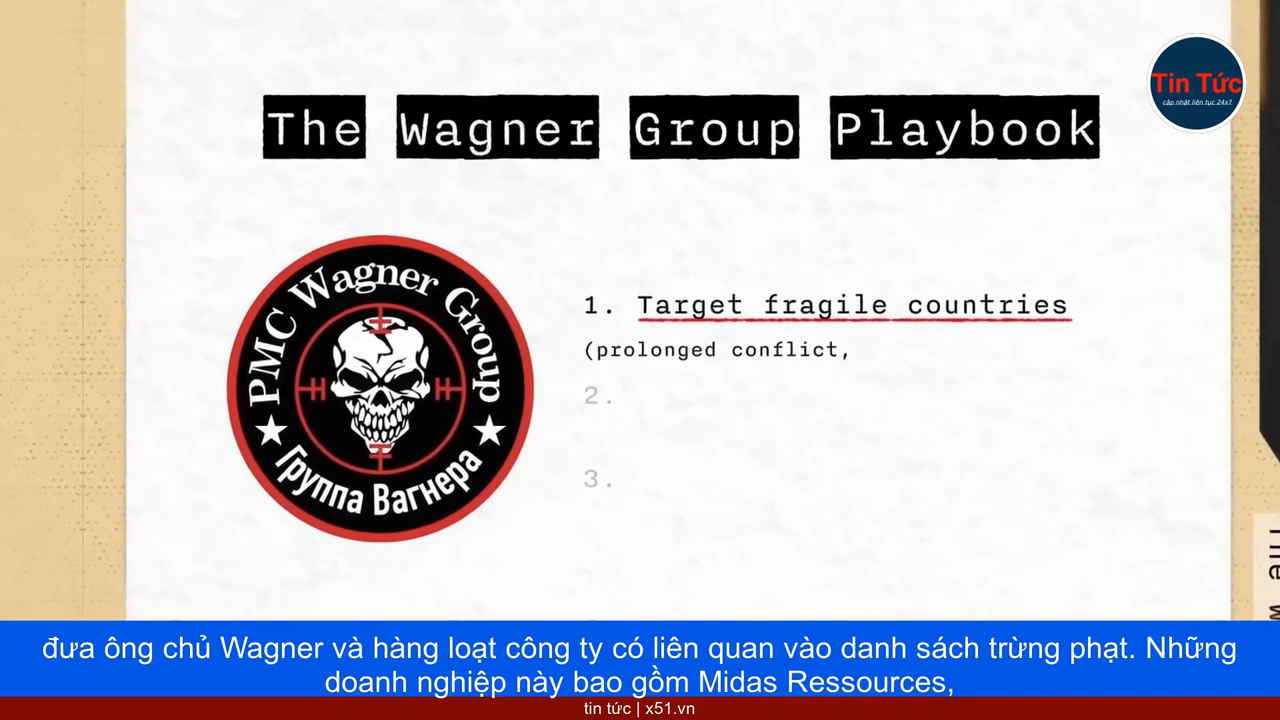 Tin Tức
cập nhật liên tục 24x7
The Wagner Group Playbook
PMC Wagner Group
Группа Вагнера
1. Target fragile countries
(prolonged conflict,
2.
3.
đưa ông chủ Wagner và hàng loạt công ty có liên quan vào danh sách trừng phạt. Những
doanh nghiệp này bao gồm Midas Ressources,
tin tức | x51.vn